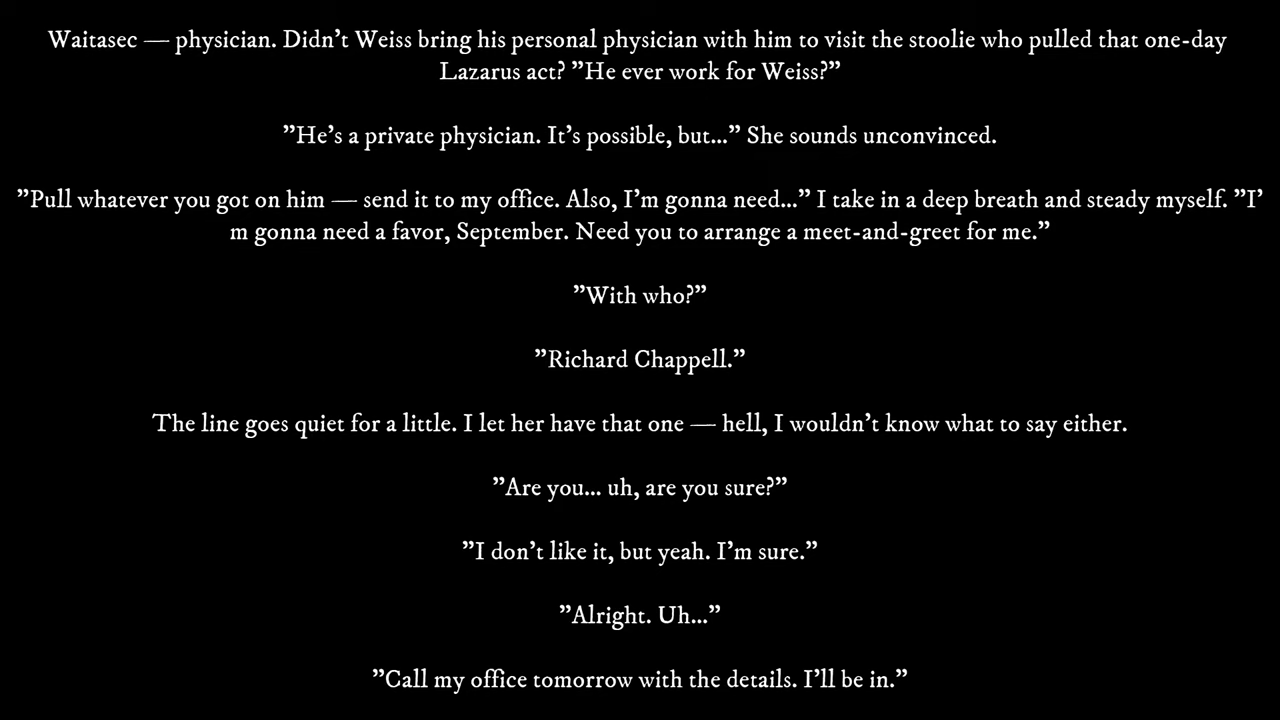 Waitasec — physician. Didn’t Weiss bring his personal physician with him to visit the stoolie who pulled that one-day
Lazarus act? ”He ever work for Weiss?”
”He’s a private physician. It’s possible, but...” She sounds unconvinced.
”Pull whatever you got on him — send it to my office. Also, I’m gonna need...” I take in a deep breath and steady myself. ”I’
m gonna need a favor, September. Need you to arrange a meet-and-greet for me.”
”With who?”
”Richard Chappell.”
The line goes quiet for a little. I let her have that one — hell, I wouldn’t know what to say either.
”Are you... uh, are you sure?”
”I don’t like it, but yeah. I’m sure.”
”Alright. Uh...”
”Call my office tomorrow with the details. I’ll be in.”